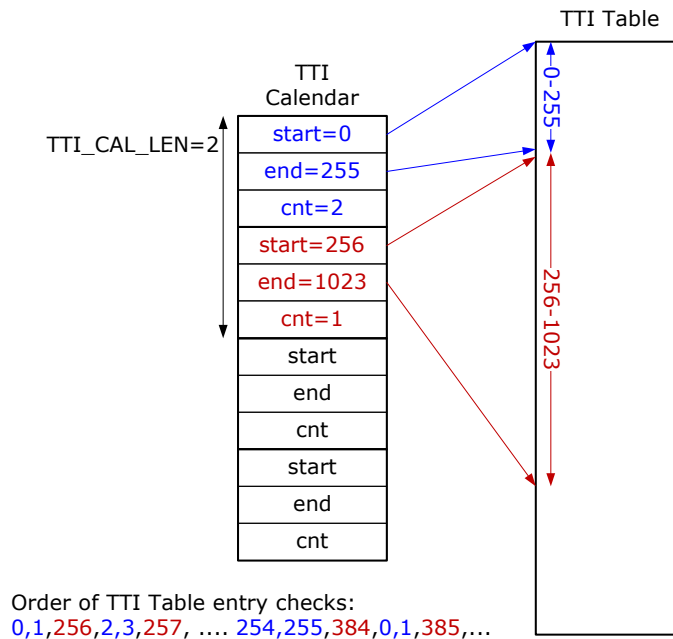 TTI Table
TTI
Calendar
TTI_CAL_LEN=2
start=0
end=255
cnt=2
start=256
end=1023
cnt=1
start
end
cnt
start
end
cnt
0-255
256-1023
Order of TTI Table entry checks:
0,1,256,2,3,257, .... 254,255,384,0,1,385,...